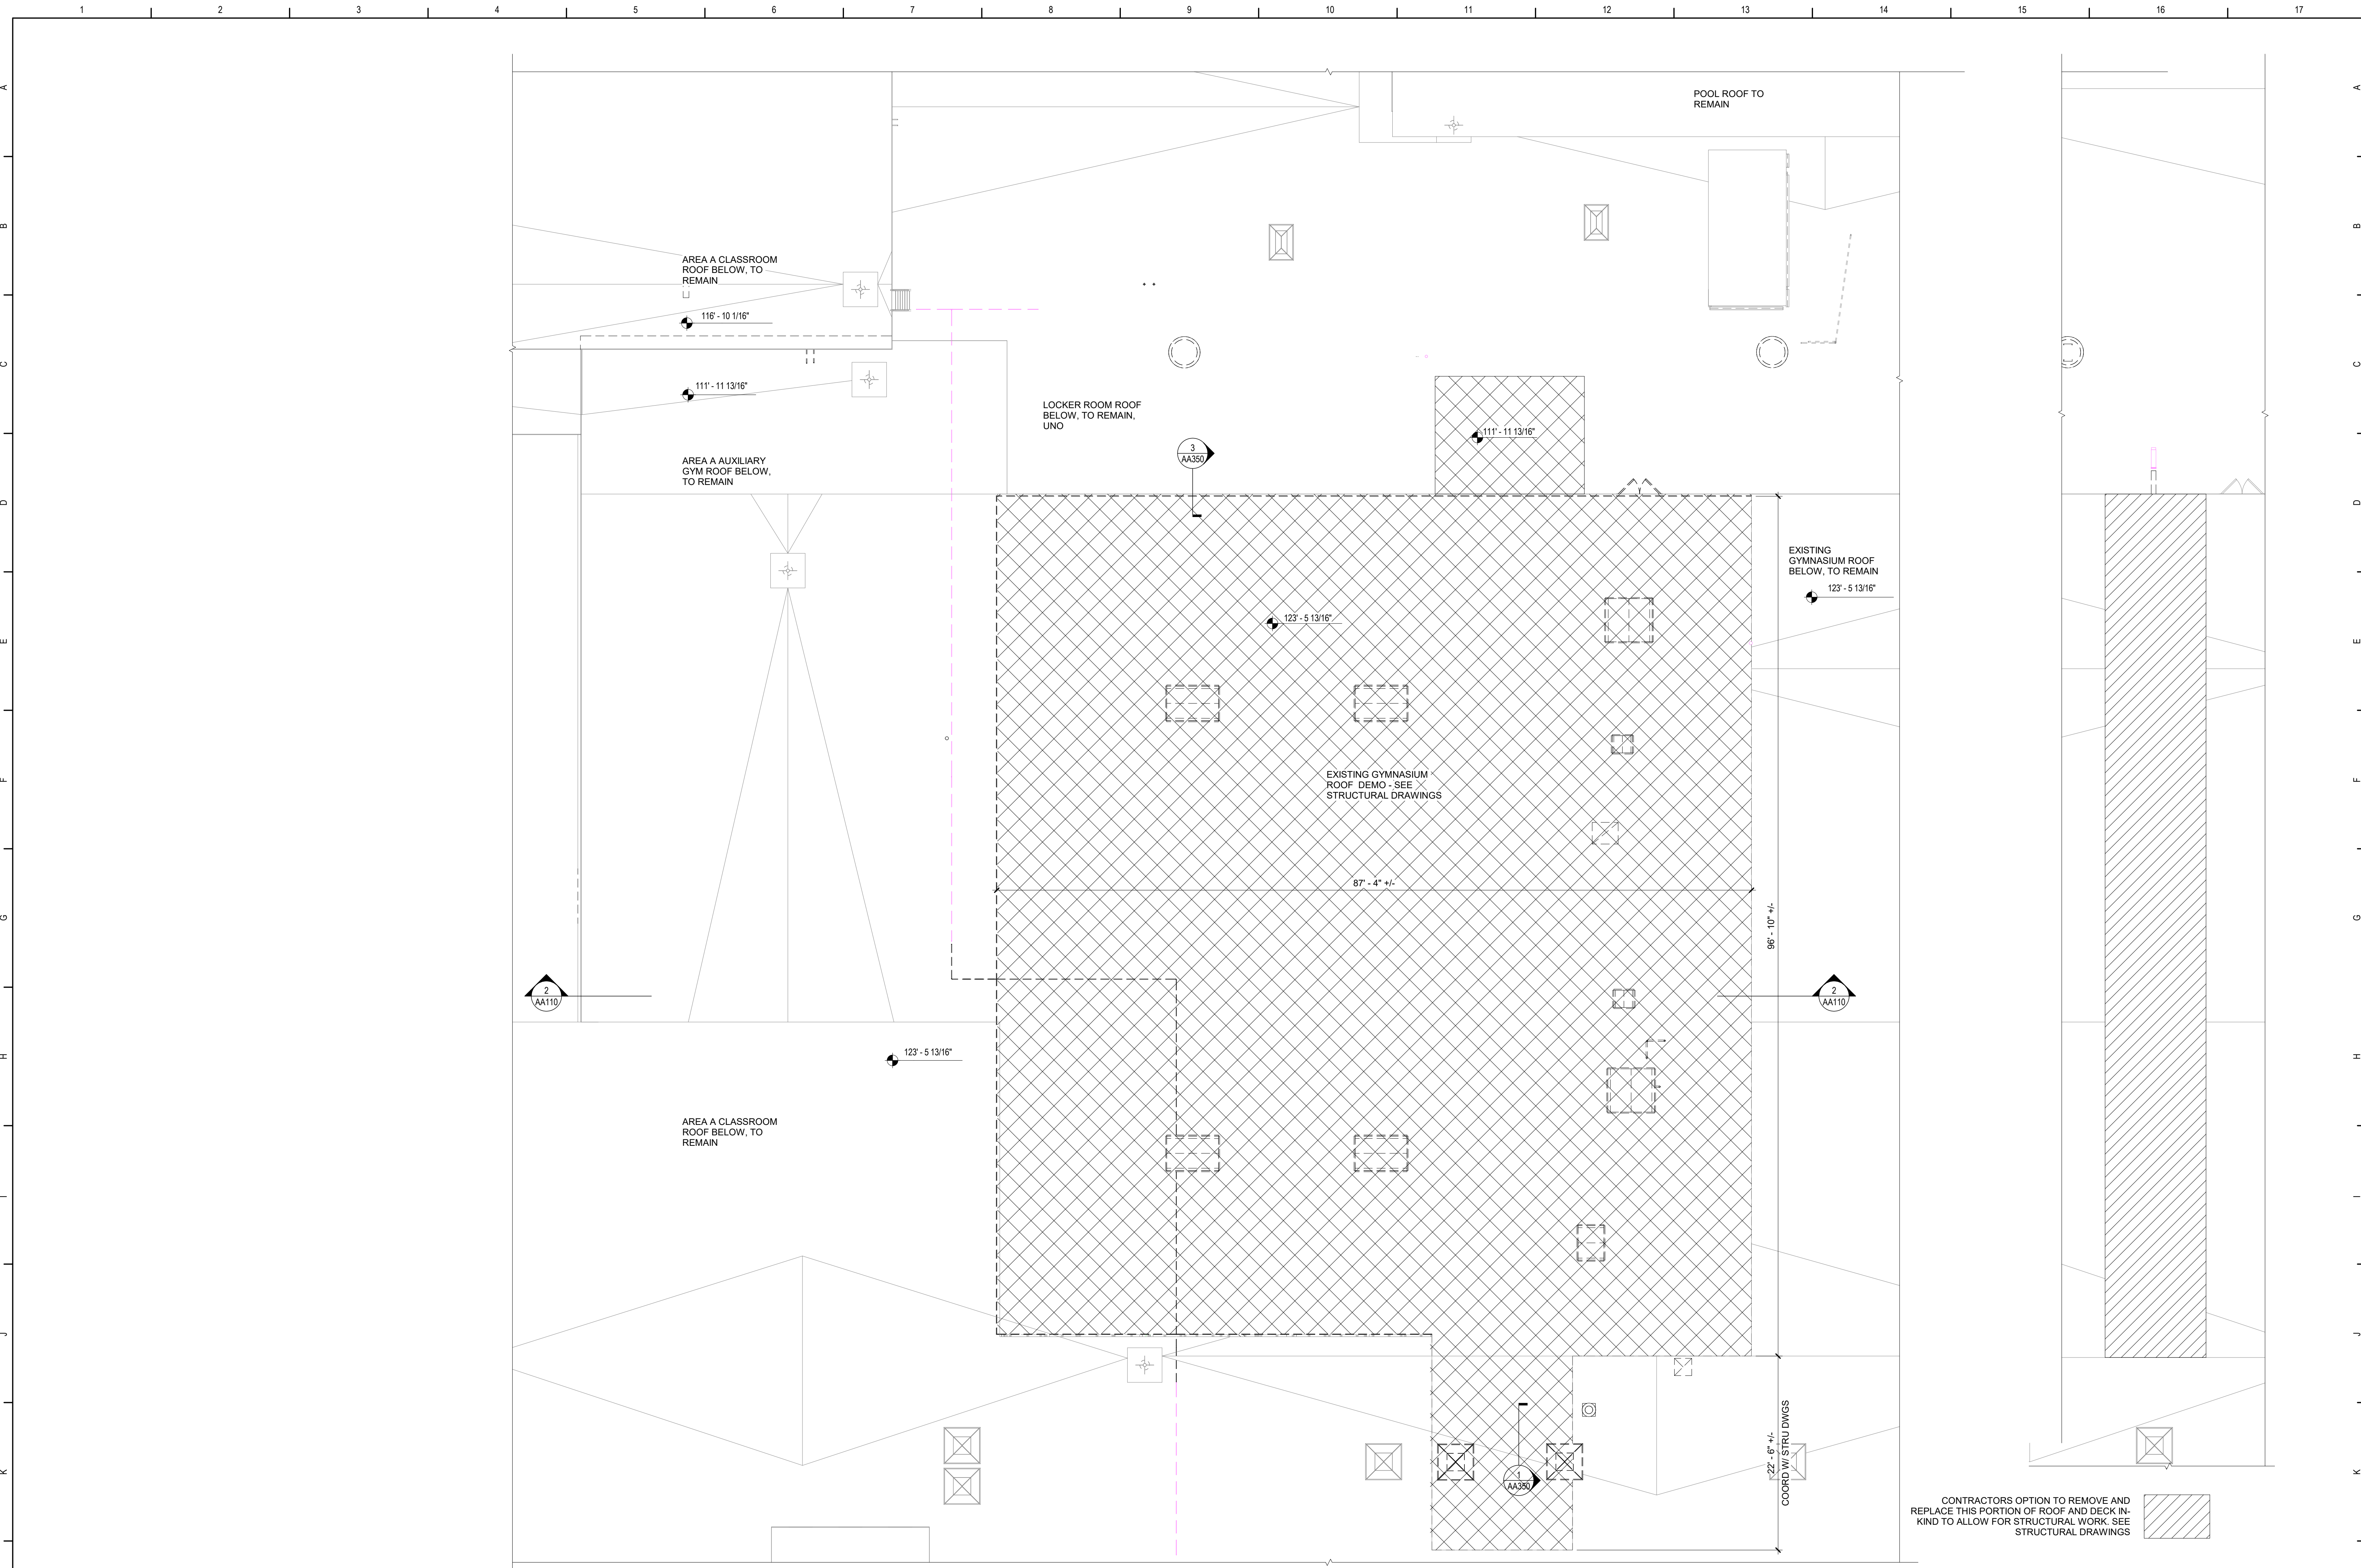 1 2 3 4 5 6 7 8 9 10 11 12 13 14 15 16 17
A A
POOL ROOF TO
REMAIN
B B
AREA A CLASSROOM
ROOF BELOW, TO
REMAIN
116' - 10 1/16"
C C
111' - 11 13/16"
LOCKER ROOM ROOF
BELOW, TO REMAIN,
UNO
111' - 11 13/16"
3
AA350
AREA A AUXILIARY
GYM ROOF BELOW,
TO REMAIN
D D
EXISTING
GYMNASIUM ROOF
BELOW, TO REMAIN
123' - 5 13/16"
123' - 5 13/16"
E E
EXISTING GYMNASIUM
ROOF DEMO - SEE
STRUCTURAL DRAWINGS
F F
87' - 4" +/-
96' - 10" +/-
G G
2
AA110
2
AA110
H H
123' - 5 13/16"
AREA A CLASSROOM
ROOF BELOW, TO
REMAIN
I I
J J
22' - 6" +/-
COORD W/ STRU DWGS
K K
1
AA350
CONTRACTORS OPTION TO REMOVE AND
REPLACE THIS PORTION OF ROOF AND DECK IN-
KIND TO ALLOW FOR STRUCTURAL WORK. SEE
STRUCTURAL DRAWINGS